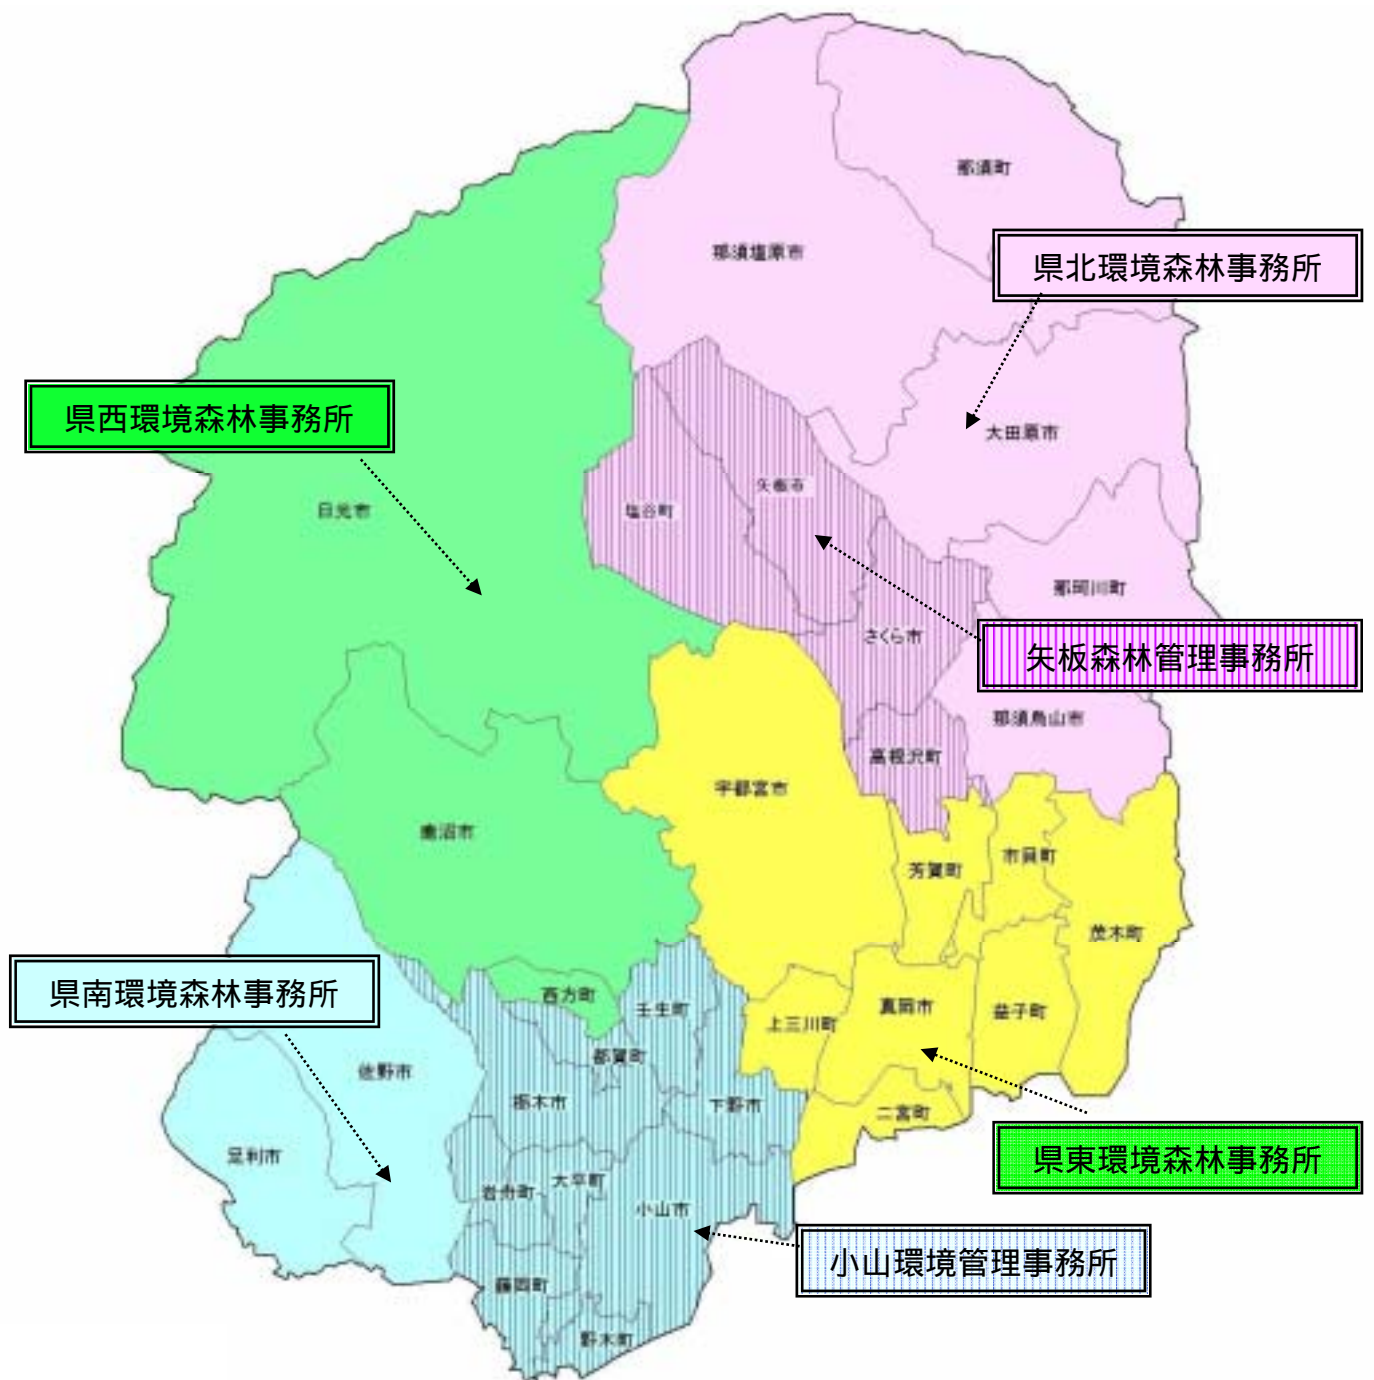 那須町
那須塩原市
県北環境森林事務所
県西環境森林事務所
大田原市
矢板市
塩谷町
日光市
那珂川町
さくら市
矢板森林管理事務所
那須烏山市
高根沢町
宇都宮市
鹿沼市
市貝町
芳賀町
茂木町
県南環境森林事務所
西方町
壬生町
真岡市
益子町
上三川町
都賀町
佐野市
栃木市
下野市
二宮町
足利市
県東環境森林事務所
大平町
岩舟町
小山市
小山環境管理事務所
藤岡町
野木町